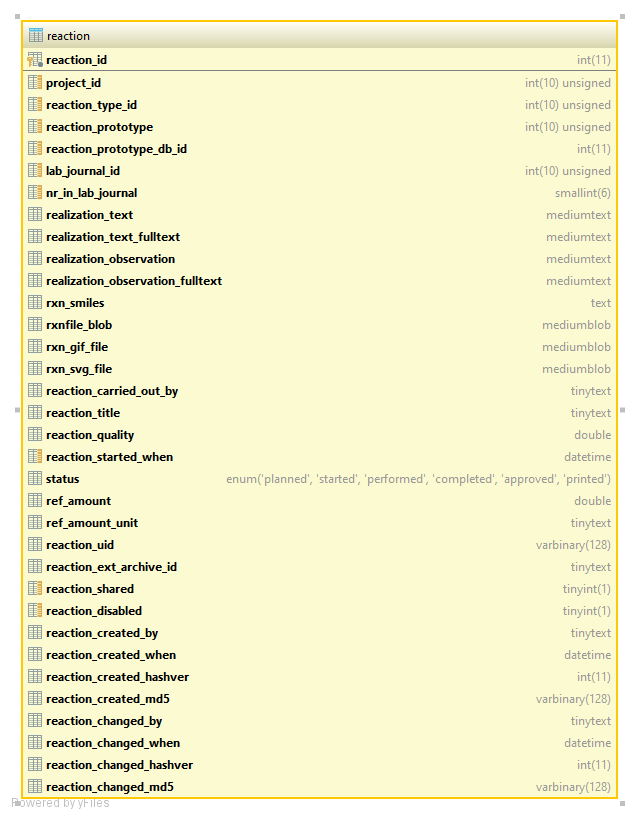 reaction
reaction_id int(11)
project_id int(10) unsigned
reaction_type_id int(10) unsigned
reaction_prototype int(10) unsigned
reaction_prototype_db_id int(11)
lab_journal_id int(10) unsigned
nr_in_lab_journal smallint(6)
realization_text mediumtext
realization_text_fulltext mediumtext
realization_observation mediumtext
realization_observation_fulltext mediumtext
rxn_smiles text
rxnfile_blob mediumblob
rxn_gif_file mediumblob
rxn_svg_file mediumblob
reaction_carried_out_by tinytext
reaction_title tinytext
reaction_quality double
reaction_started_when datetime
status enum('planned', 'started', 'performed', 'completed', 'approved', 'printed')
ref_amount double
ref_amount_unit tinytext
reaction_uid varbinary(128)
reaction_ext_archive_id tinytext
reaction_shared tinyint(1)
reaction_disabled tinyint(1)
reaction_created_by tinytext
reaction_created_when datetime
reaction_created_hashver int(11)
reaction_created_md5 varbinary(128)
reaction_changed_by tinytext
reaction_changed_when datetime
reaction_changed_hashver int(11)
reaction_changed_md5 varbinary(128)
Powered by yFiles